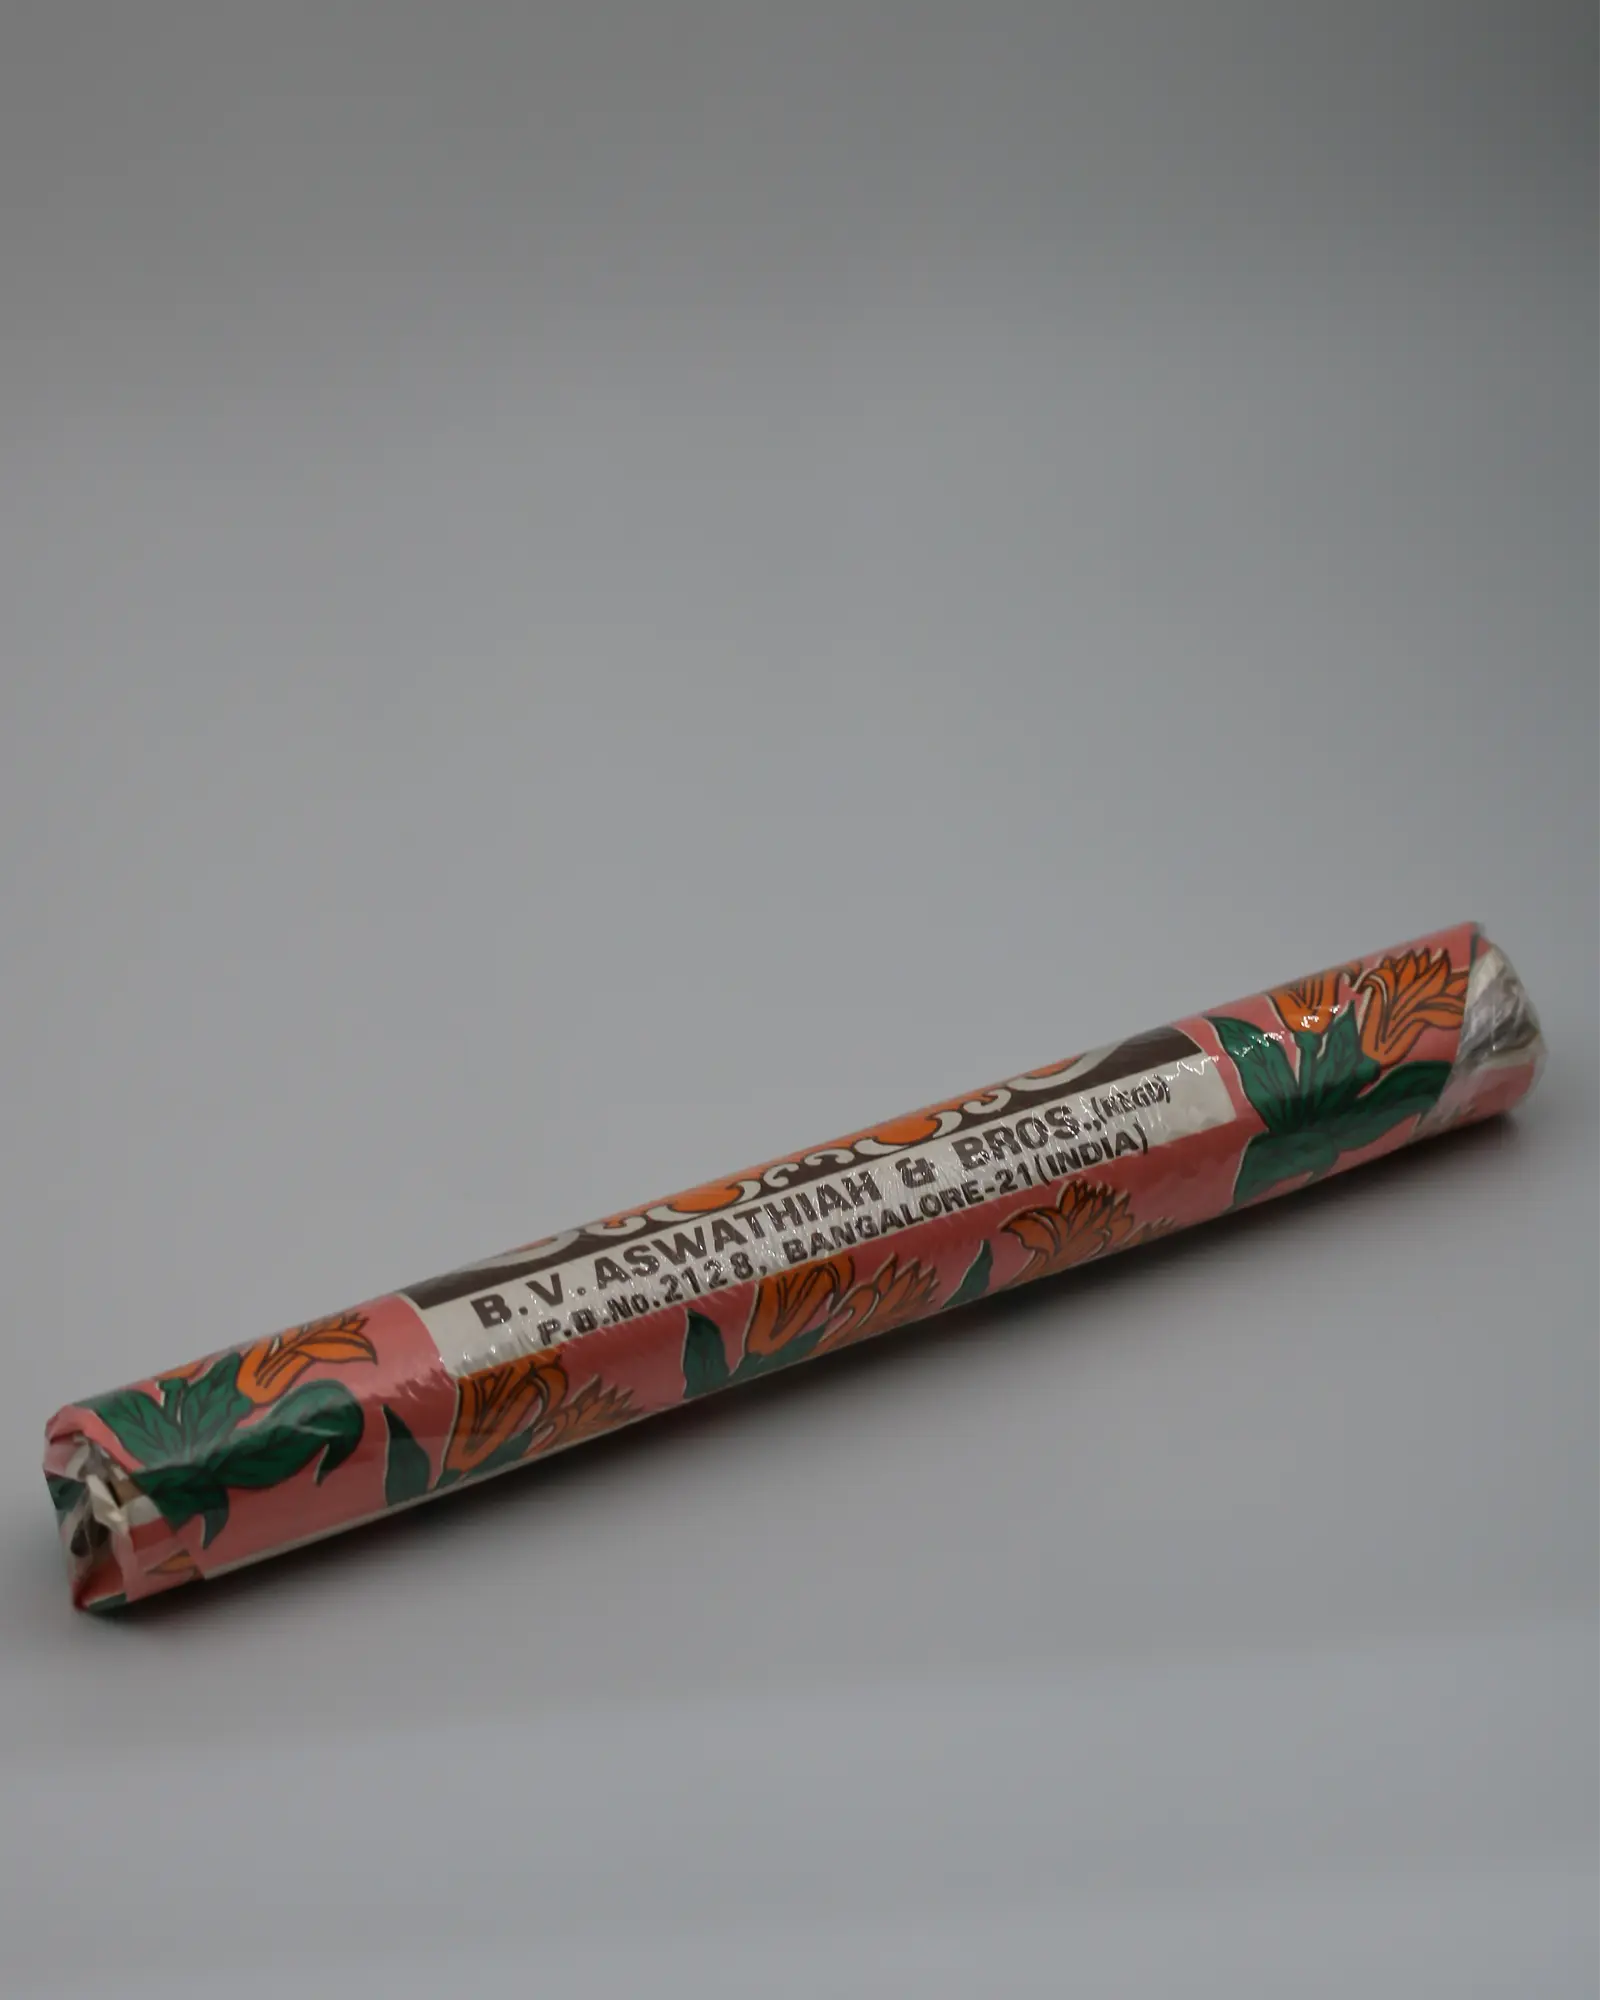 B.V. ASWATHIAH & BROS.,(REGD)
P.B.No.2128, BANGALORE-21(INDIA)